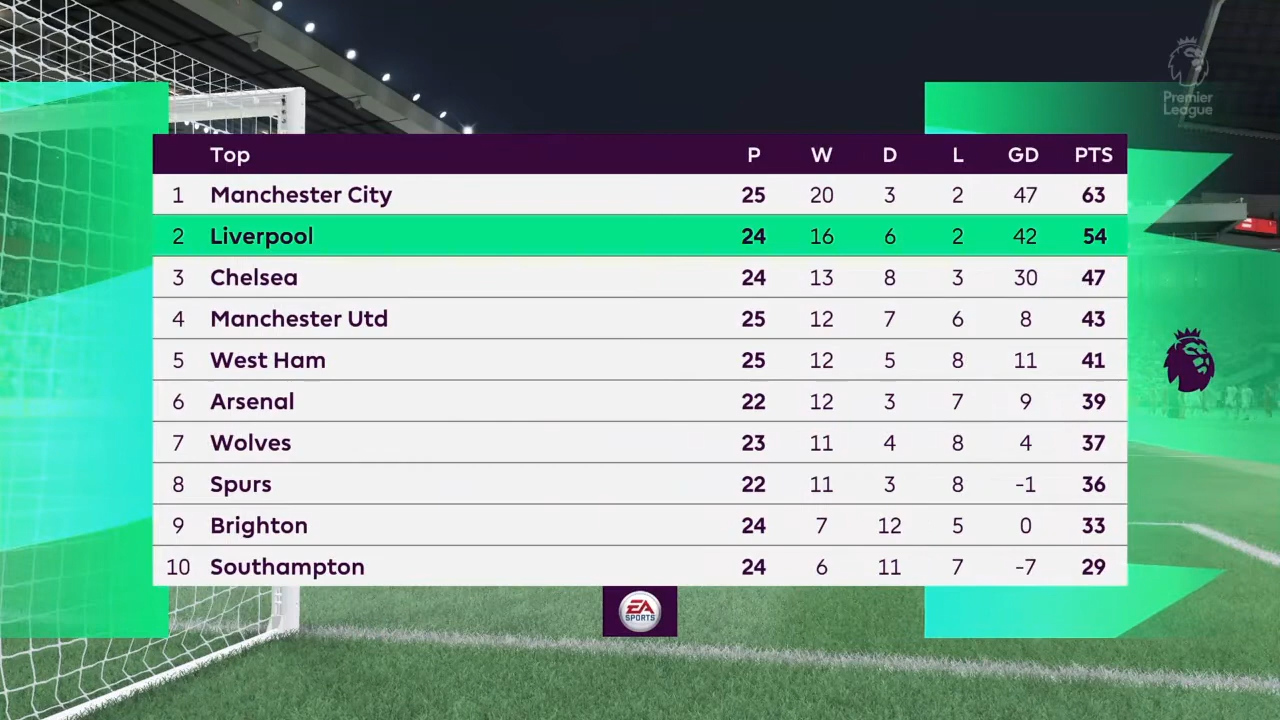 Premier
League
Top P W D L GD PTS
1 Manchester City 25 20 3 2 47 63
2 Liverpool 24 16 6 2 42 54
3 Chelsea 24 13 8 3 30 47
4 Manchester Utd 25 12 7 6 8 43
5 West Ham 25 12 5 8 11 41
6 Arsenal 22 12 3 7 9 39
7 Wolves 23 11 4 8 4 37
8 Spurs 22 11 3 8 -1 36
9 Brighton 24 7 12 5 0 33
10 Southampton 24 6 11 7 -7 29
EA
SPORTS